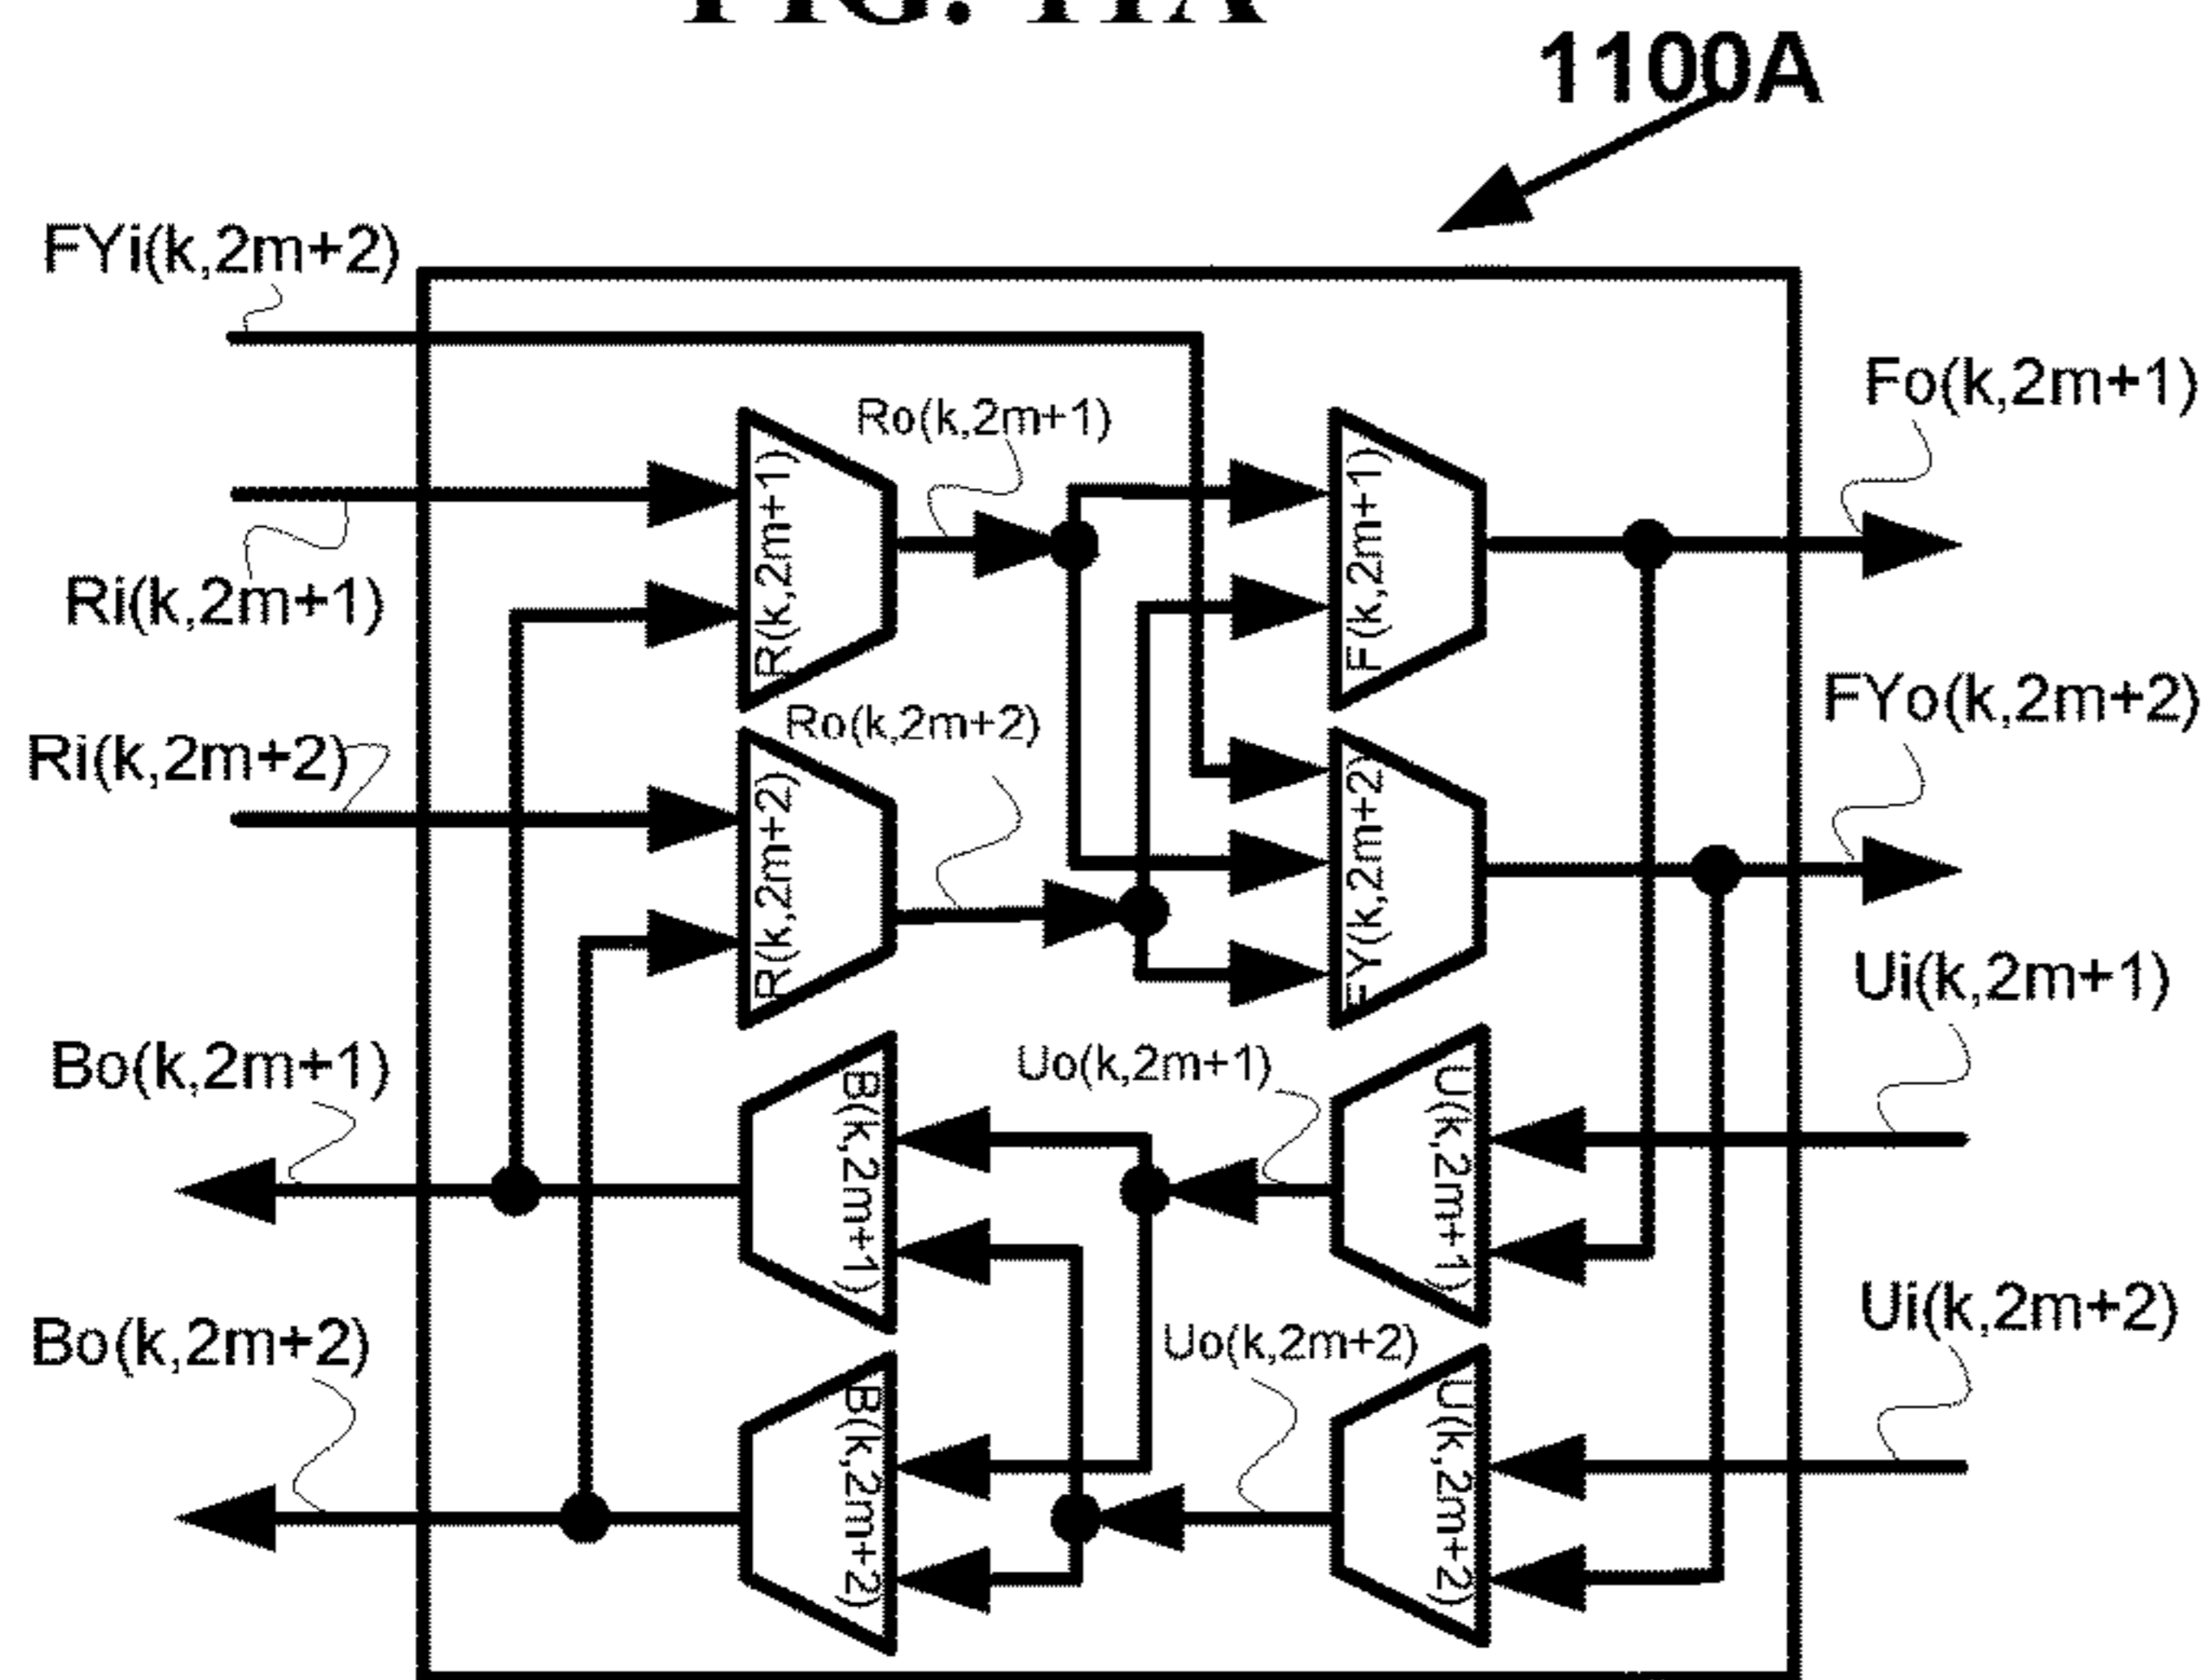 FIG. 11A
1100A
FYi(k,2m+2)
Fo(k,2m+1)
Ro(k,2m+1)
R(k,2m+1)
F(k,2m+1)
Ri(k,2m+1)
FYo(k,2m+2)
Ro(k,2m+2)
Ri(k,2m+2)
R(k,2m+2)
FY(k,2m+2)
Ui(k,2m+1)
Bo(k,2m+1)
Uo(k,2m+1)
B(k,2m+1)
U(k,2m+1)
Ui(k,2m+2)
Bo(k,2m+2)
Uo(k,2m+2)
B(k,2m+2)
U(k,2m+2)